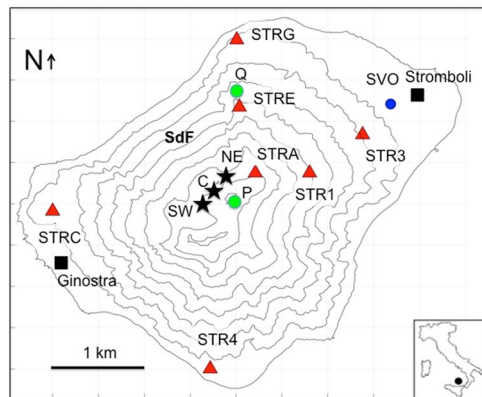 STRG
N
Q
SVO
Stromboli
STRE
SdF
STR3
NE
STRA
C
P
STR1
SW
STRC
Ginostra
STR4
1 km